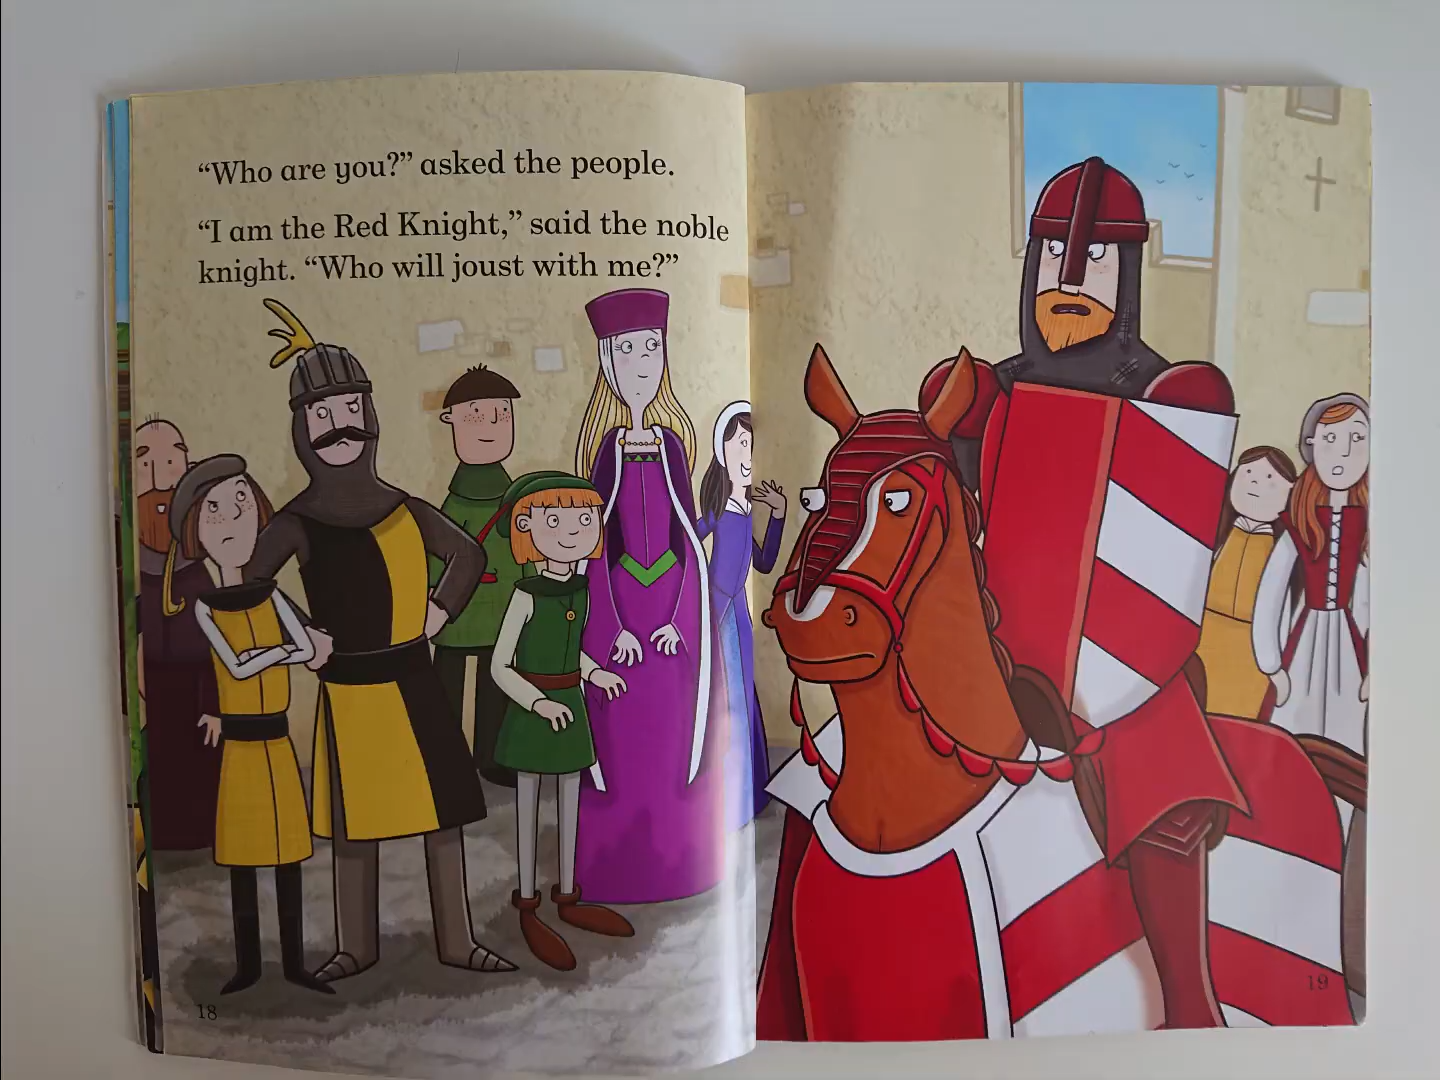 “Who are you?” asked the people.
“I am the Red Knight,” said the noble
knight. “Who will joust with me?”
18
19